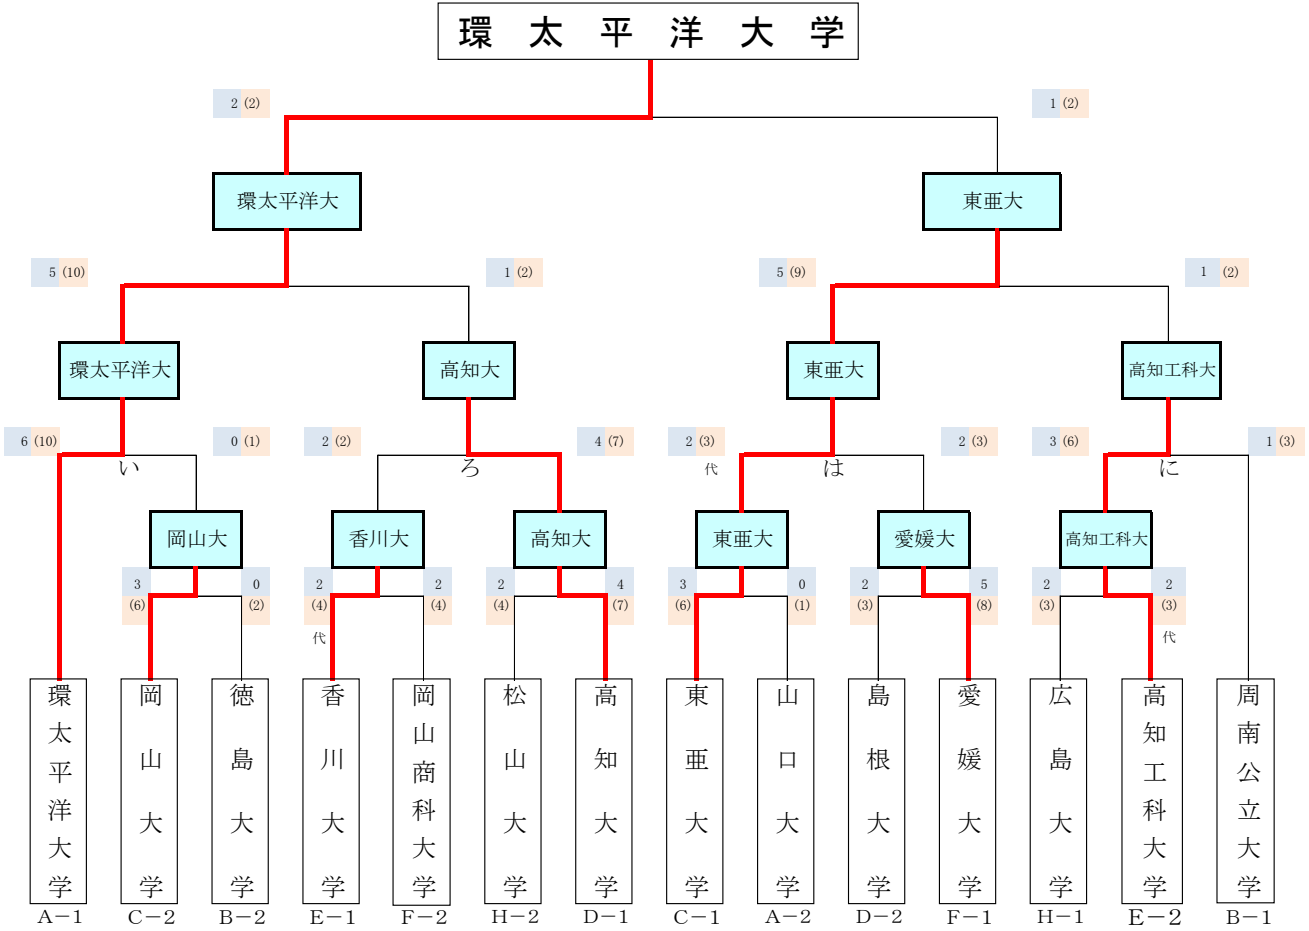 環太平洋大学
2 (2) 1 (2)
環太平洋大 東亜大
5 (10) 1 (2) 5 (9) 1 (2)
環太平洋大 高知大 東亜大 高知工科大
6 (10) 0 (1) 2 (2) 4 (7) 2 (3) 2 (3) 3 (6) 1 (3)
い ろ 代 は に
岡山大 香川大 高知大 東亜大 愛媛大 高知工科大
3 0 2 2 2 4 3 0 2 5 2 2
(6) (2) (4) (4) (4) (7) (6) (1) (3) (8) (3) (3)
代 代
環太平洋大学
岡山大学
徳島大学
香川大学
岡山商科大学
松山大学
高知大学
東亜大学
山口大学
島根大学
愛媛大学
広島大学
高知工科大学
周南公立大学
A−1 C−2 B−2 E−1 F−2 H−2 D−1 C−1 A−2 D−2 F−1 H−1 E−2 B−1